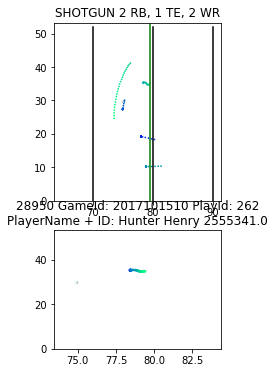 SHOTGUN 2 RB, 1 TE, 2 WR
50
40
30
20
10
0
70 80 90
28950 GameId: 2017101510 PlayId: 262
PlayerName + ID: Hunter Henry 2555341.0
40
20
0
75.0 77.5 80.0 82.5